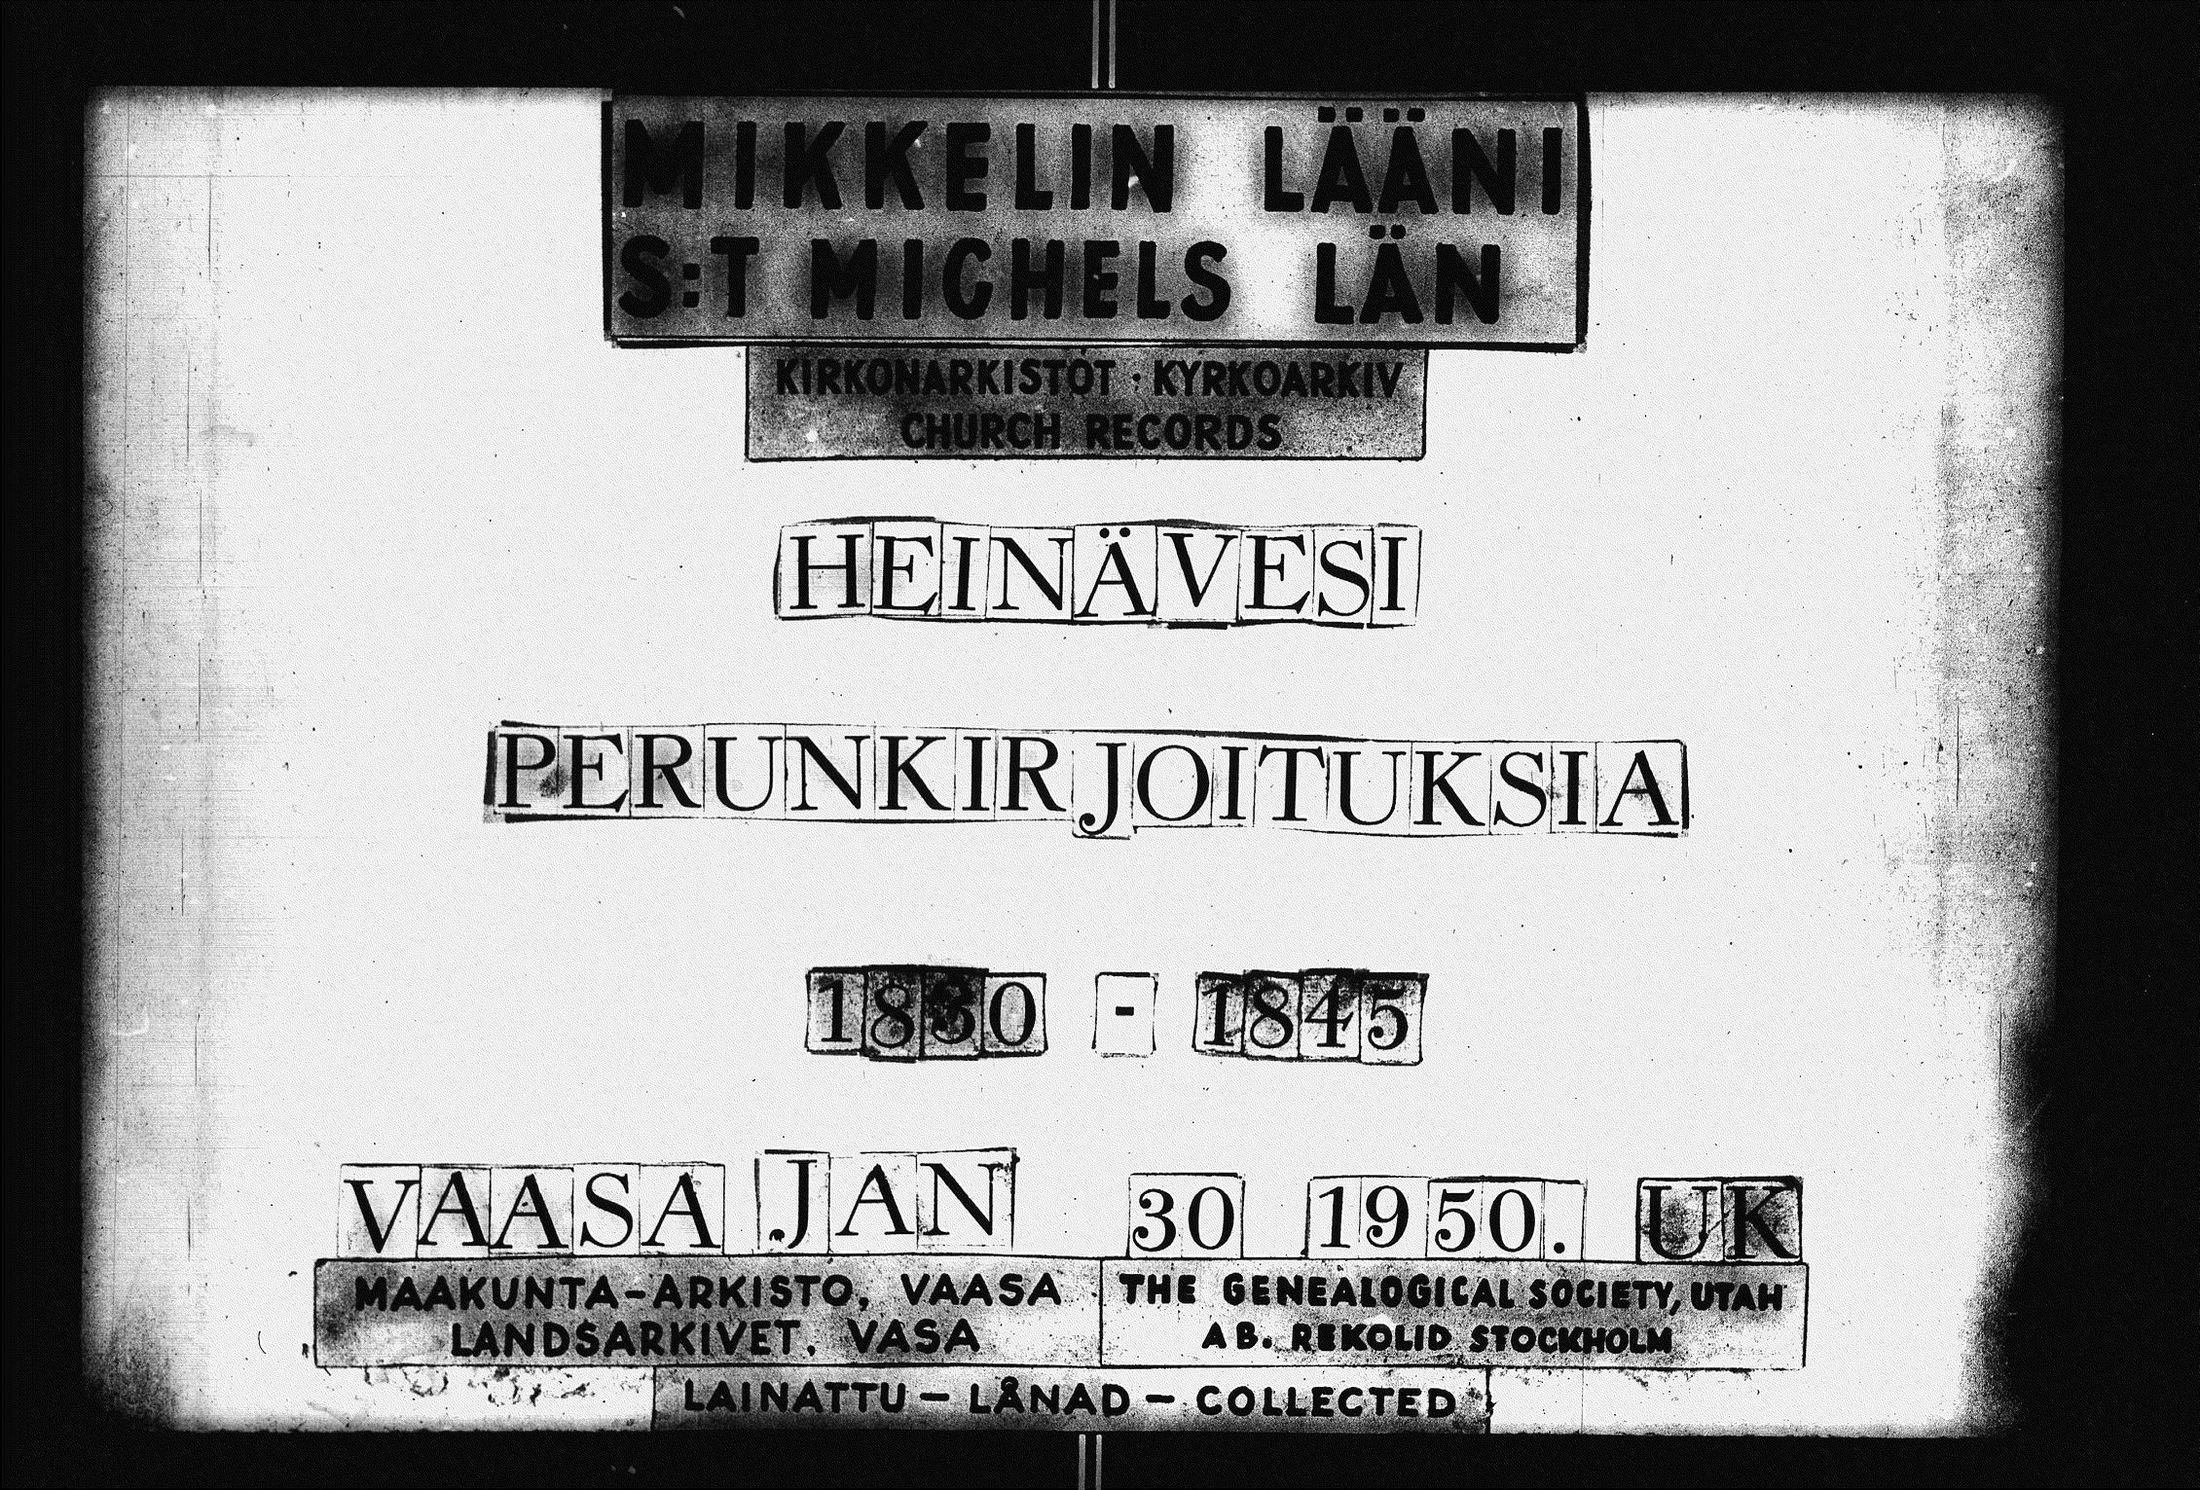 MIKKELIN LÄÄNI
S:T MICHELS LÄN
KIRKONARKISTOT · KYRKOARKIV
CHURCH RECORDS
HEINÄVESI
PERUNKIRJOITUKSIA
1830 - 1845
VAASA JAN 30 1950. UK
MAAKUNTA-ARKISTO, VAASA
LANDSARKIVET, VASA
THE GENEALOGICAL SOCIETY, UTAH
AB. REKOLID STOCKHOLM
LAINATTU — LÅNAD — COLLECTED